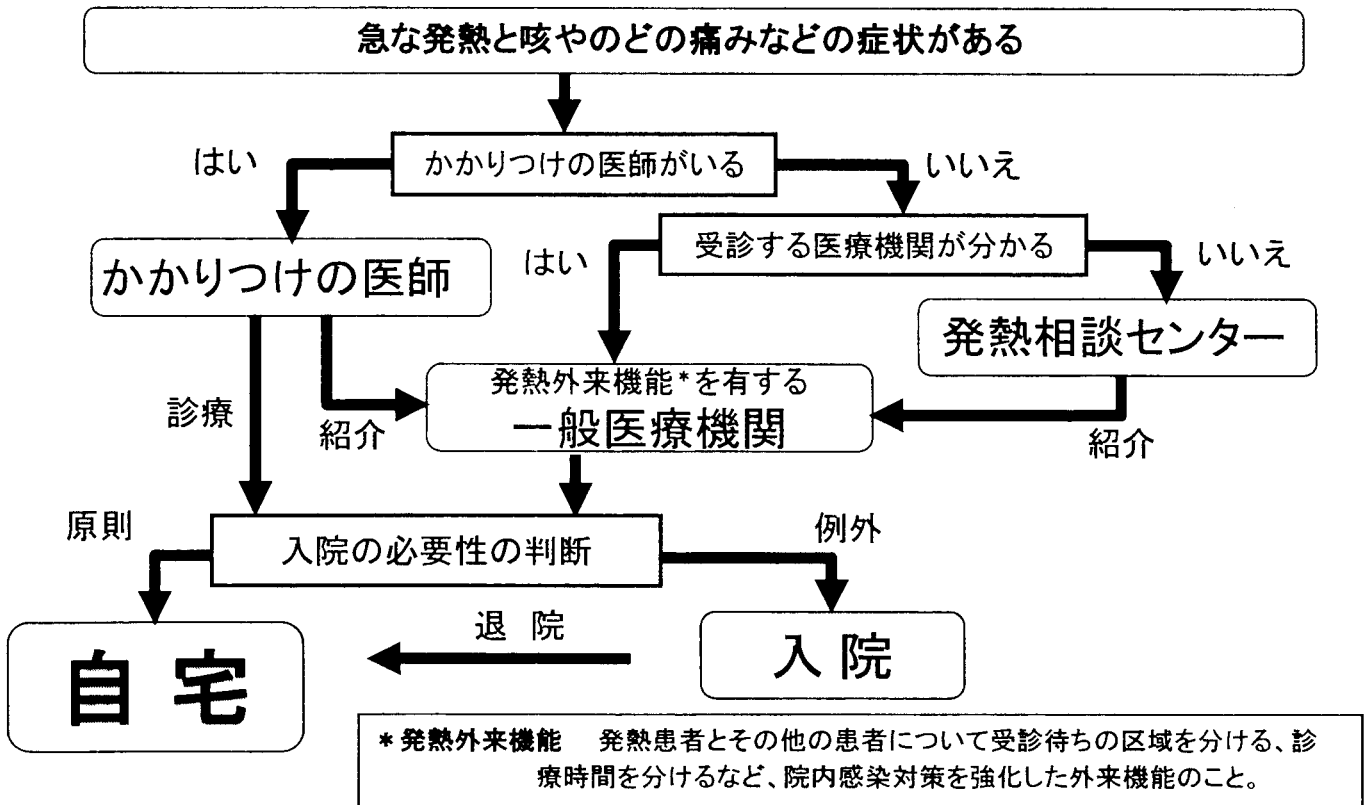 急な発熱と咳やのどの痛みなどの症状がある
はい
かかりつけの医師がいる
いいえ
かかりつけの医師
はい
受診する医療機関が分かる
いいえ
発熱相談センター
発熱外来機能*を有する
一般医療機関
診療
紹介
紹介
原則
入院の必要性の判断
例外
自宅
退 院
入院
*発熱外来機能 発熱患者とその他の患者について受診待ちの区域を分ける、診
療時間を分けるなど、院内感染対策を強化した外来機能のこと。